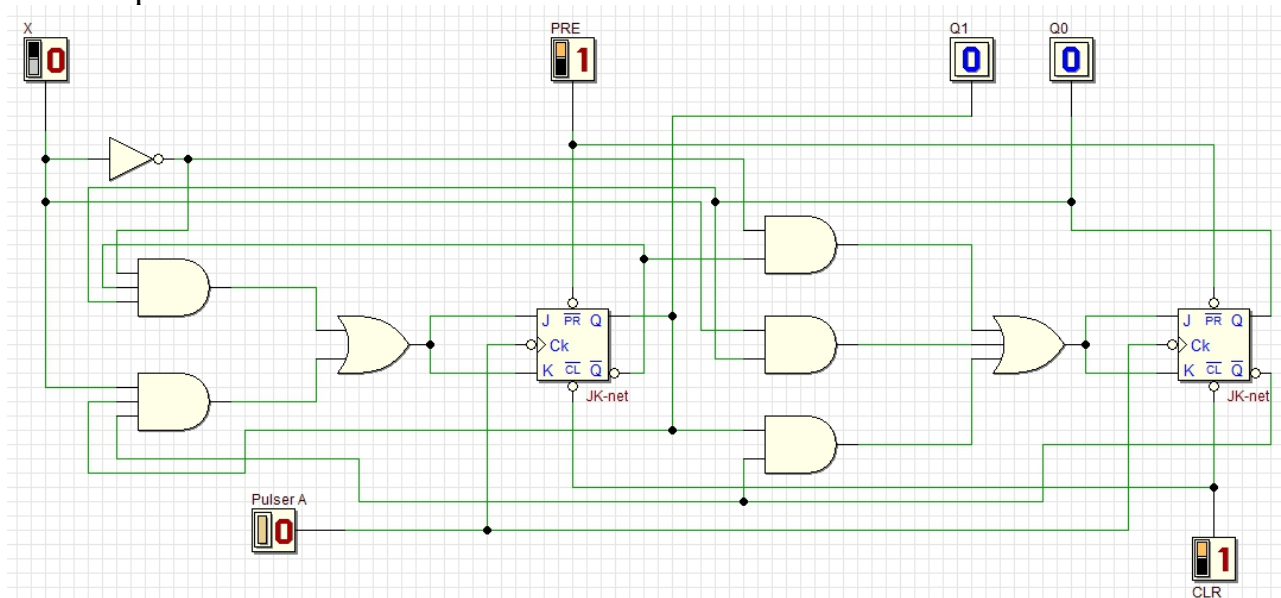 X
0
PRE
1
Q1
0
Q0
0
J PR Q
Ck
K CL Q
JK-net
J PR Q
Ck
K CL Q
JK-net
Pulser A
0
1
CLR